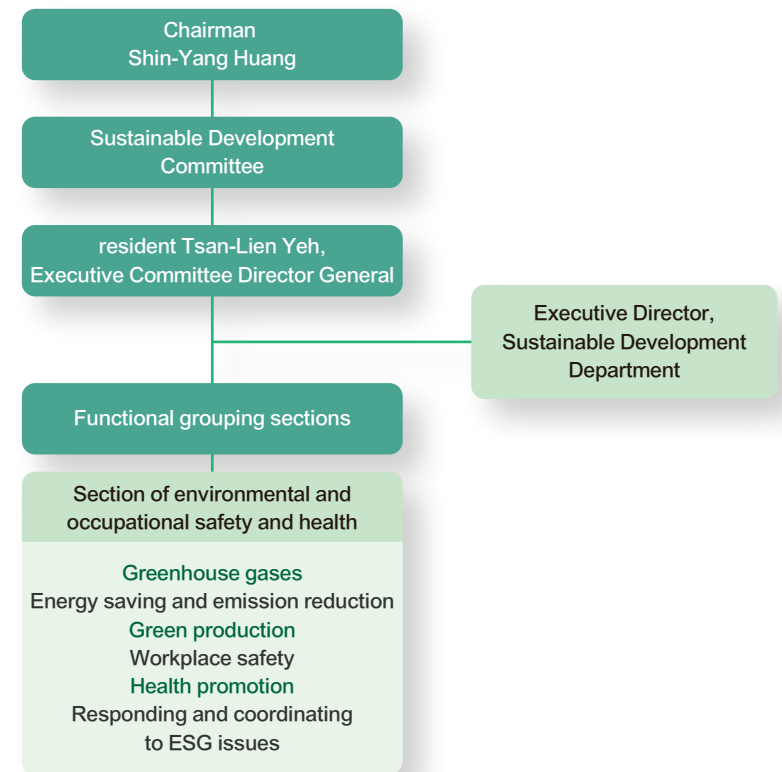 Chairman
Shin-Yang Huang
Sustainable Development
Committee
resident Tsan-Lien Yeh,
Executive Committee Director General
Executive Director,
Sustainable Development
Department
Functional grouping sections
Section of environmental and
occupational safety and health
Greenhouse gases
Energy saving and emission reduction
Green production
Workplace safety
Health promotion
Responding and coordinating
to ESG issues